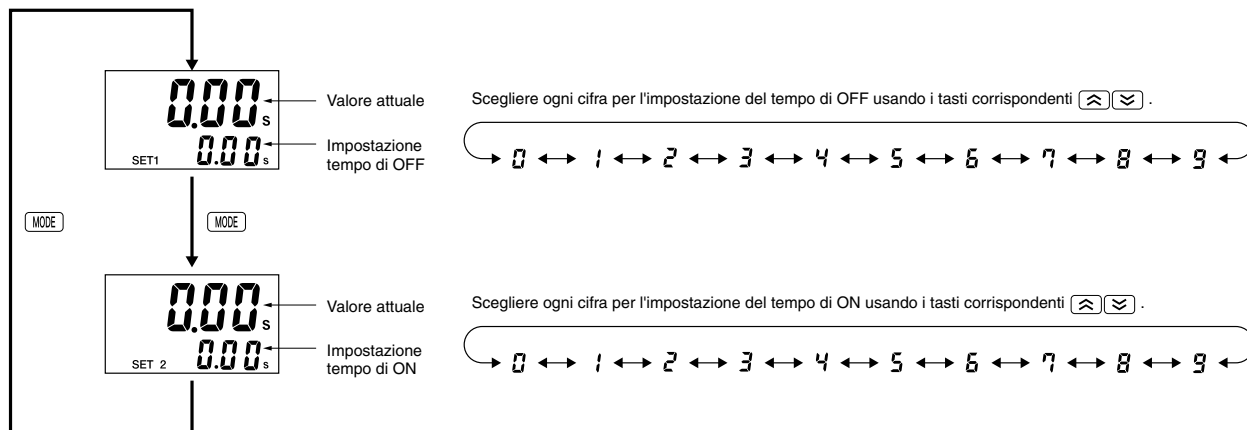 0.00 s
Valore attuale
SET1 0.00 s
Impostazione
tempo di OFF
Scegliere ogni cifra per l'impostazione del tempo di OFF usando i tasti corrispondenti .
0 1 2 3 4 5 6 7 8 9
MODE
MODE
0.00 s
Valore attuale
SET 2 0.00 s
Impostazione
tempo di ON
Scegliere ogni cifra per l'impostazione del tempo di ON usando i tasti corrispondenti .
0 1 2 3 4 5 6 7 8 9